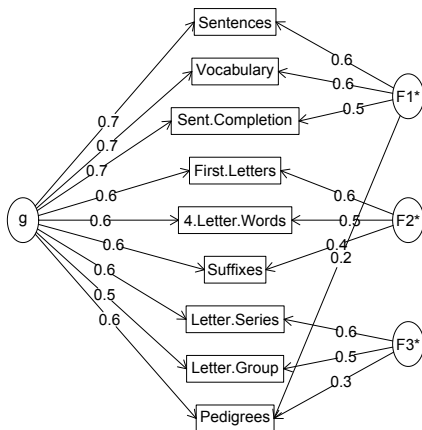 Sentences
0.6
Vocabulary
0.6
F1*
Sent.Completion
0.5
0.7
0.7
0.7
First.Letters
0.6
0.6
g
0.6
4.Letter.Words
0.5
F2*
0.6
0.4
0.2
Suffixes
0.6
Letter.Series
0.6
0.5
F3*
0.6
Letter.Group
0.5
0.3
Pedigrees